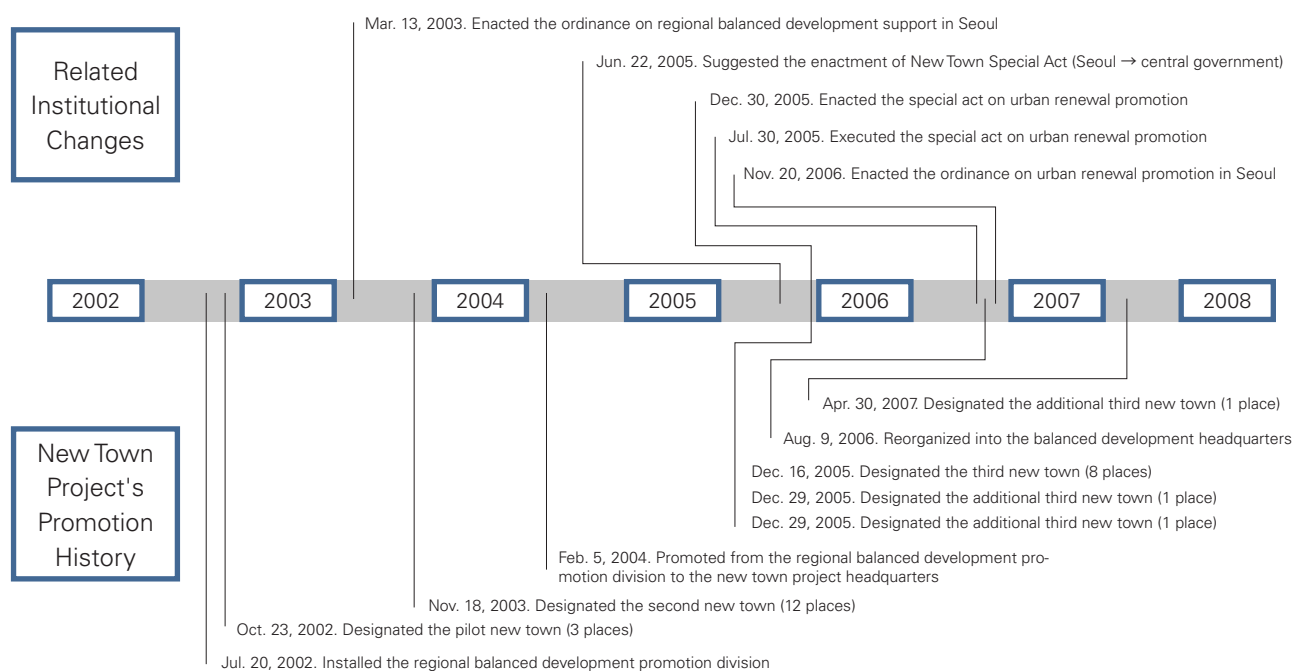 Mar. 13, 2003. Enacted the ordinance on regional balanced development support in Seoul
Related
Institutional
Changes
Jun. 22, 2005. Suggested the enactment of New Town Special Act (Seoul → central government)
Dec. 30, 2005. Enacted the special act on urban renewal promotion
Jul. 30, 2005. Executed the special act on urban renewal promotion
Nov. 20, 2006. Enacted the ordinance on urban renewal promotion in Seoul
2002 2003 2004 2005 2006 2007 2008
Apr. 30, 2007. Designated the additional third new town (1 place)
Aug. 9, 2006. Reorganized into the balanced development headquarters
New Town
Project's
Promotion
History
Dec. 16, 2005. Designated the third new town (8 places)
Dec. 29, 2005. Designated the additional third new town (1 place)
Dec. 29, 2005. Designated the additional third new town (1 place)
Feb. 5, 2004. Promoted from the regional balanced development pro-
motion division to the new town project headquarters
Nov. 18, 2003. Designated the second new town (12 places)
Oct. 23, 2002. Designated the pilot new town (3 places)
Jul. 20, 2002. Installed the regional balanced development promotion division